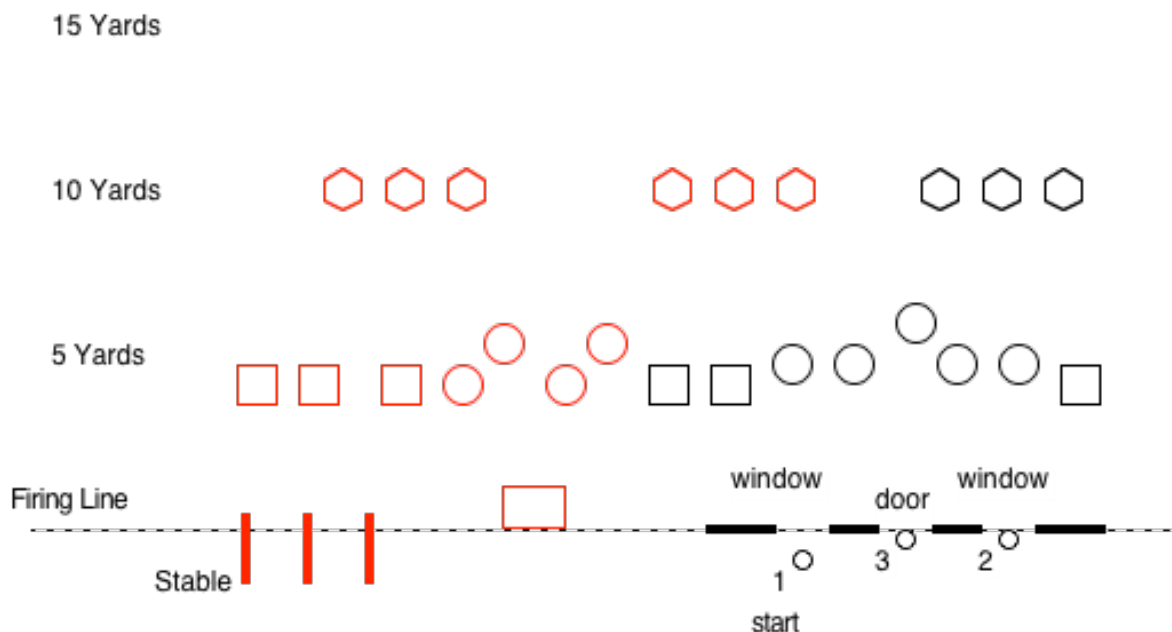 15 Yards
10 Yards
5 Yards
window
window
Firing Line
door
Stable
1
3
2
start